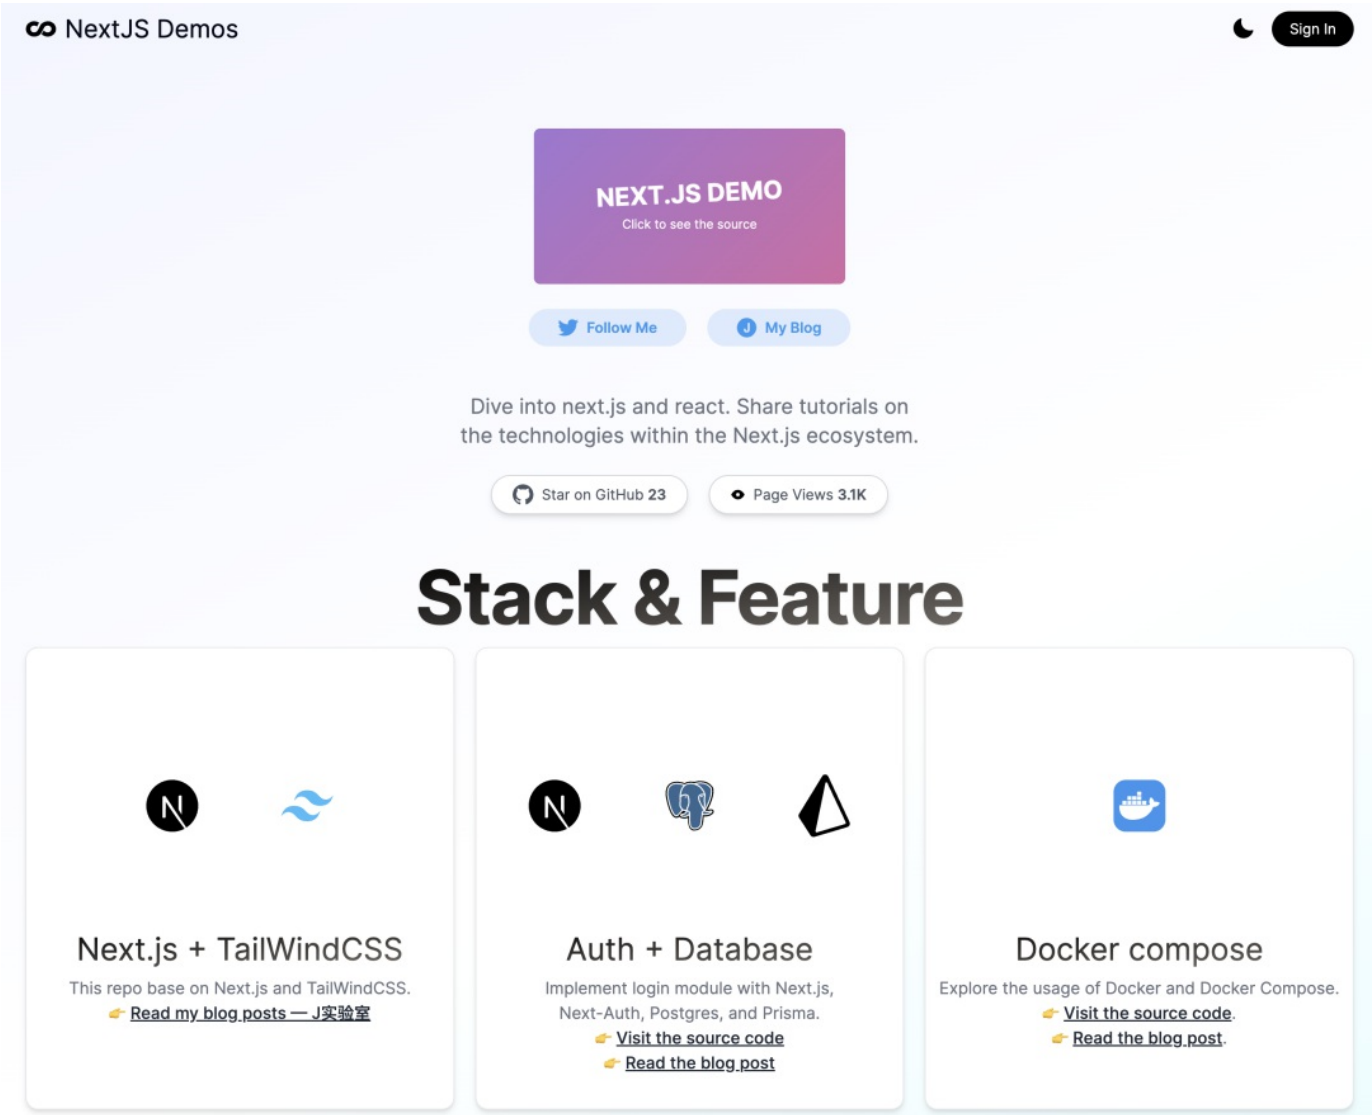 NextJS Demos
Sign In
NEXT.JS DEMO
Click to see the source
Follow Me
J My Blog
Dive into next.js and react. Share tutorials on
the technologies within the Next.js ecosystem.
Star on GitHub 23
Page Views 3.1K
Stack & Feature
N
Next.js + TailWindCSS
This repo base on Next.js and TailWindCSS.
👉 Read my blog posts — J实验室
N
Auth + Database
Implement login module with Next.js,
Next-Auth, Postgres, and Prisma.
👉 Visit the source code
👉 Read the blog post
Docker compose
Explore the usage of Docker and Docker Compose.
👉 Visit the source code.
👉 Read the blog post.